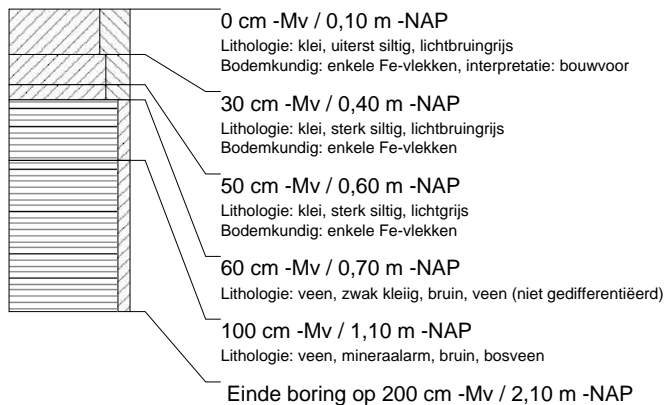 0 cm -Mv / 0,10 m -NAP
Lithologie: klei, uiterst siltig, lichtbruingrijs
Bodemkundig: enkele Fe-vlekken, interpretatie: bouwvoor
30 cm -Mv / 0,40 m -NAP
Lithologie: klei, sterk siltig, lichtbruingrijs
Bodemkundig: enkele Fe-vlekken
50 cm -Mv / 0,60 m -NAP
Lithologie: klei, sterk siltig, lichtgrijs
Bodemkundig: enkele Fe-vlekken
60 cm -Mv / 0,70 m -NAP
Lithologie: veen, zwak kleiig, bruin, veen (niet gedifferentiëerd)
100 cm -Mv / 1,10 m -NAP
Lithologie: veen, mineraalarm, bruin, bosveen
Einde boring op 200 cm -Mv / 2,10 m -NAP